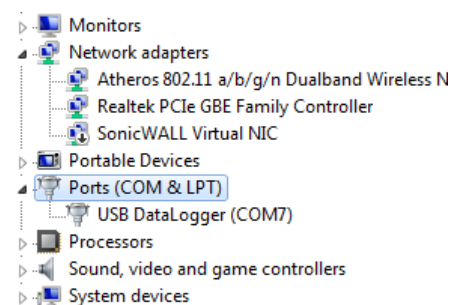 Monitors
Network adapters
Atheros 802.11 a/b/g/n Dualband Wireless N
Realtek PCIe GBE Family Controller
SonicWALL Virtual NIC
Portable Devices
Ports (COM & LPT)
USB DataLogger (COM7)
Processors
Sound, video and game controllers
System devices